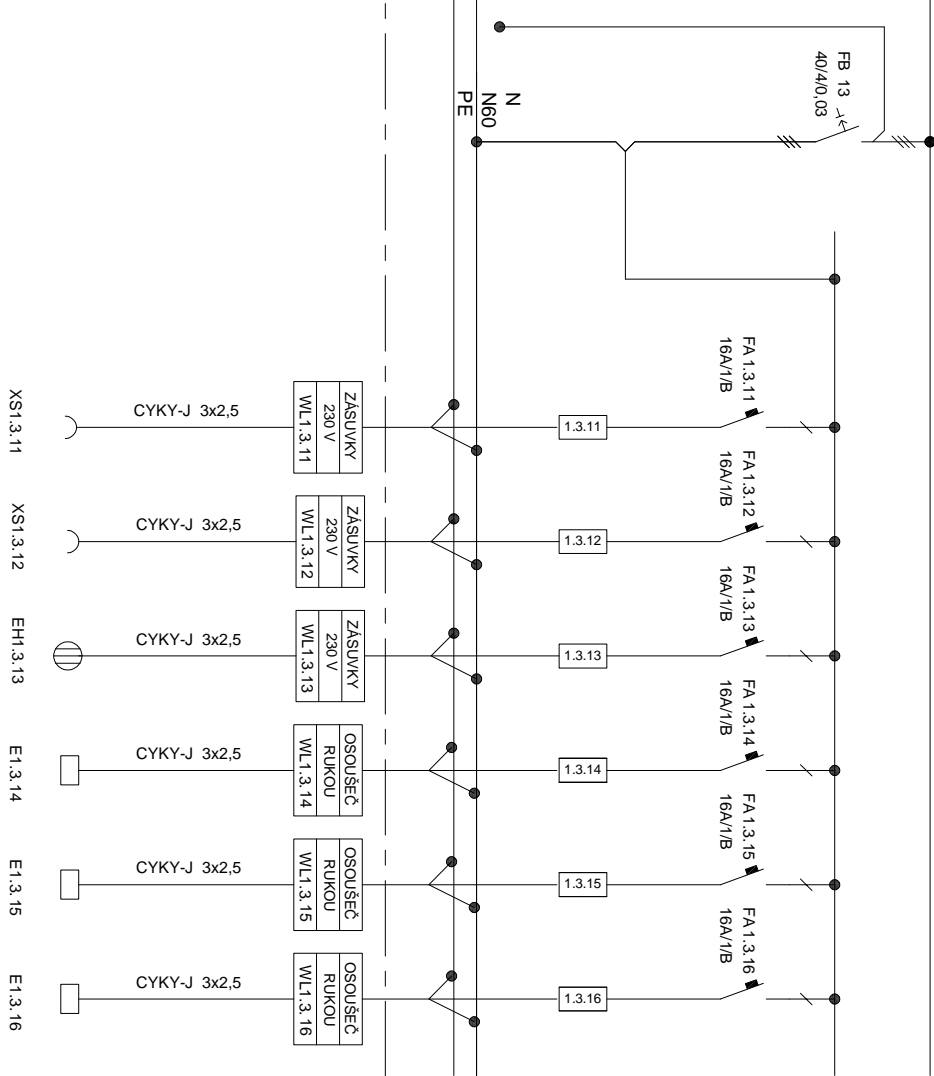 FB 13
40/4/0,03
N
N60
PE
FA 1.3.11
16A/1/B
FA 1.3.12
16A/1/B
FA 1.3.13
16A/1/B
FA 1.3.14
16A/1/B
FA 1.3.15
16A/1/B
FA 1.3.16
16A/1/B
1.3.11
1.3.12
1.3.13
1.3.14
1.3.15
1.3.16
ZÁSUVKY
230 V
WL1.3.11
ZÁSUVKY
230 V
WL1.3.12
ZÁSUVKY
230 V
WL1.3.13
OSOUŠEČ
RUKOU
WL1.3.14
OSOUŠEČ
RUKOU
WL1.3.15
OSOUŠEČ
RUKOU
WL1.3.16
CYKY-J 3x2,5
CYKY-J 3x2,5
CYKY-J 3x2,5
CYKY-J 3x2,5
CYKY-J 3x2,5
CYKY-J 3x2,5
XS1.3.11
XS1.3.12
EH1.3.13
E1.3.14
E1.3.15
E1.3.16